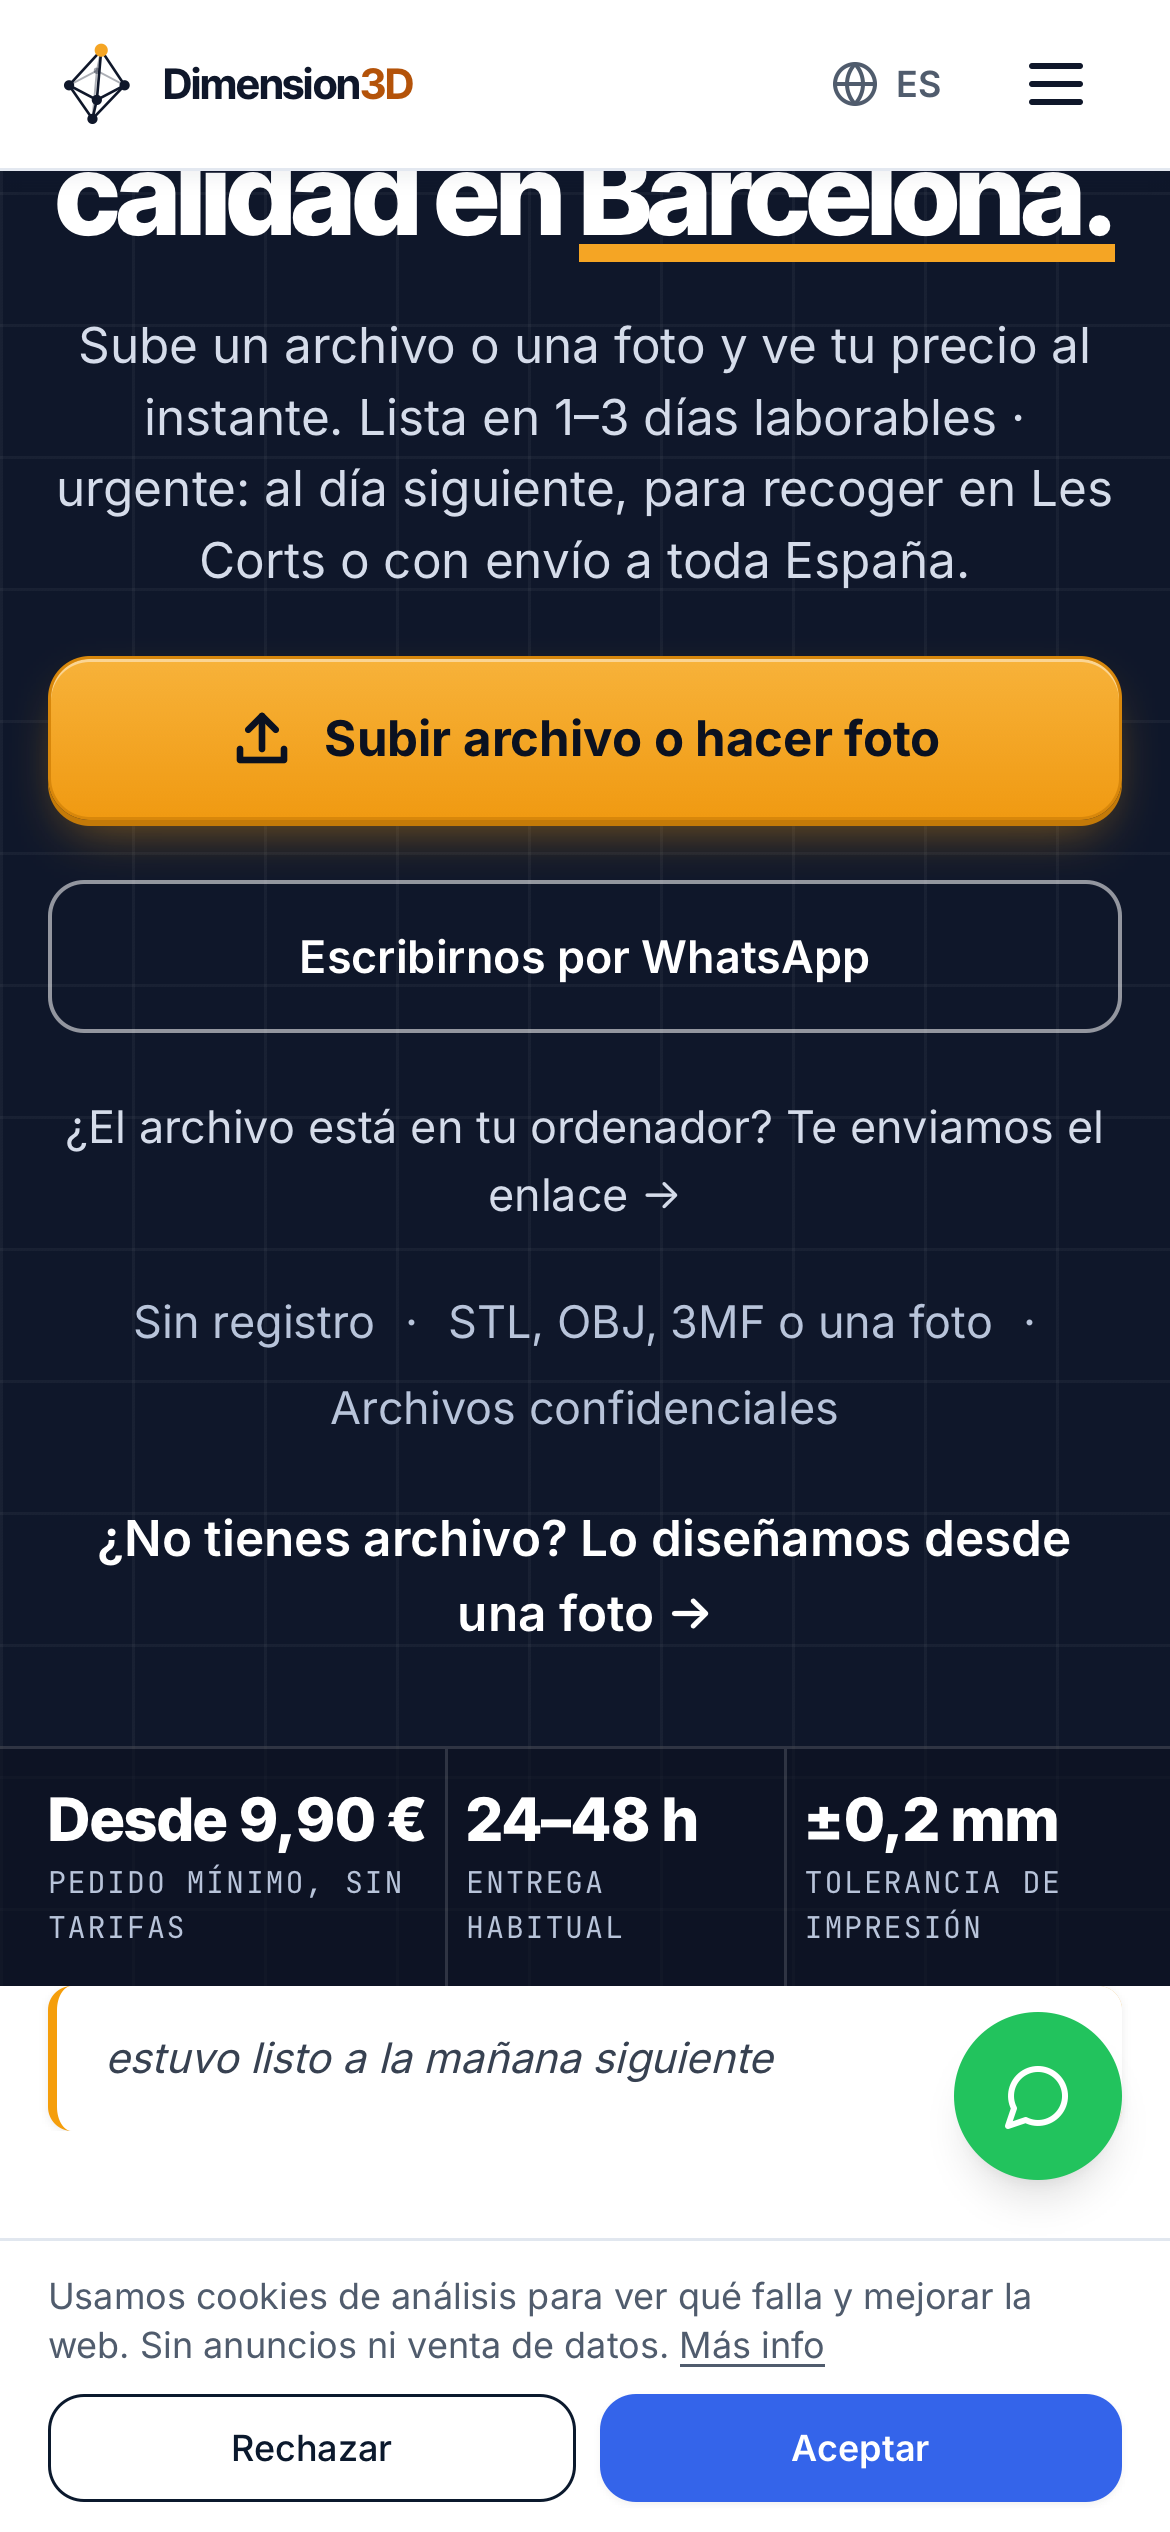 Dimension3D
ES
calidad en Barcelona.
Sube un archivo o una foto y ve tu precio al
instante. Lista en 1–3 días laborables ·
urgente: al día siguiente, para recoger en Les
Corts o con envío a toda España.
Subir archivo o hacer foto
Escribirnos por WhatsApp
¿El archivo está en tu ordenador? Te enviamos el
enlace →
Sin registro · STL, OBJ, 3MF o una foto ·
Archivos confidenciales
¿No tienes archivo? Lo diseñamos desde
una foto →
Desde 9,90 €
PEDIDO MÍNIMO, SIN
TARIFAS
24–48 h
ENTREGA
HABITUAL
±0,2 mm
TOLERANCIA DE
IMPRESIÓN
estuvo listo a la mañana siguiente
Usamos cookies de análisis para ver qué falla y mejorar la
web. Sin anuncios ni venta de datos. Más info
Rechazar
Aceptar